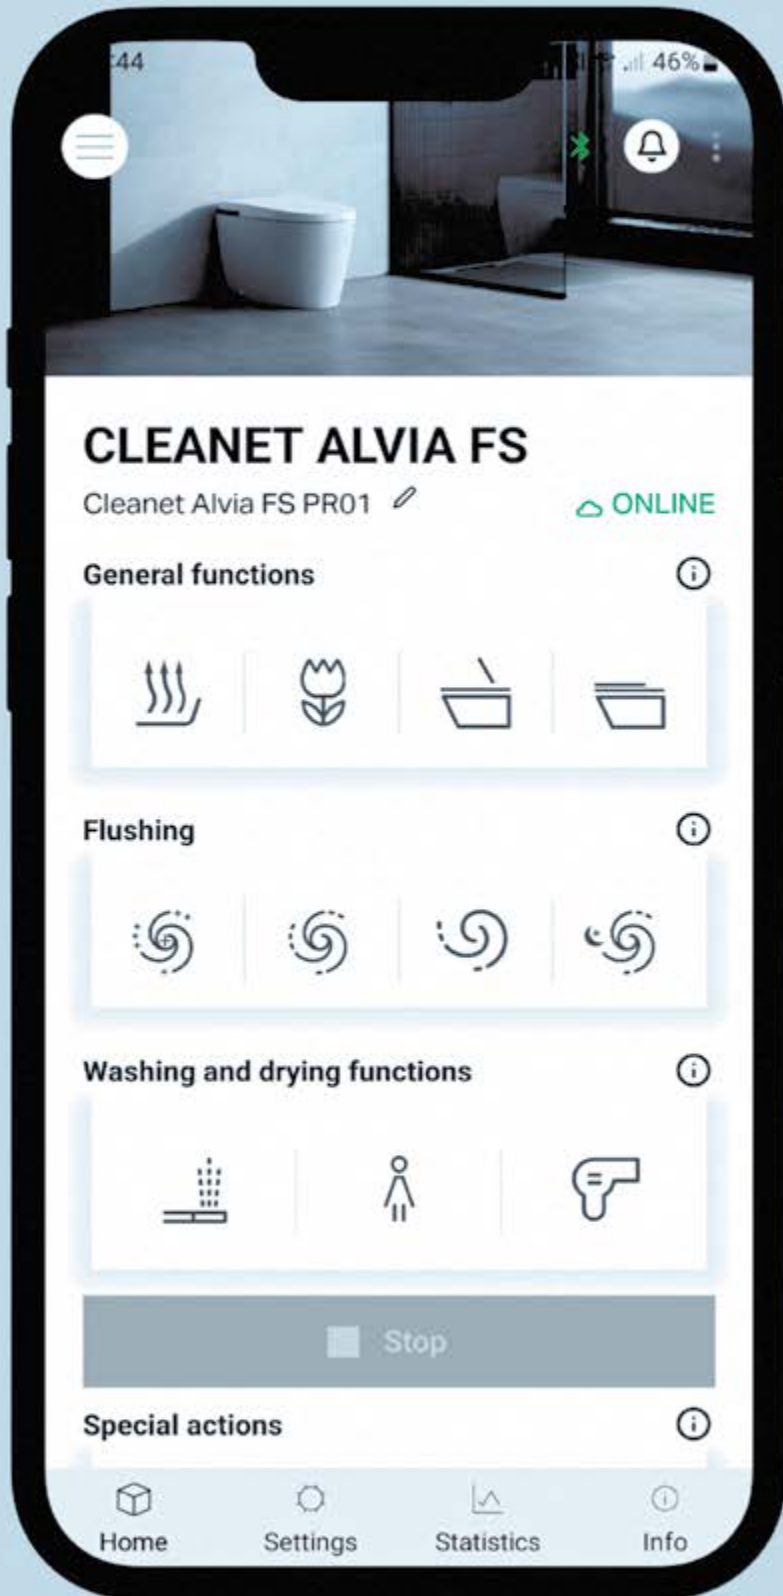 :44
46%
CLEANET ALVIA FS
Cleanet Alvia FS PR01
ONLINE
General functions
Flushing
Washing and drying functions
Stop
Special actions
Home Settings Statistics Info